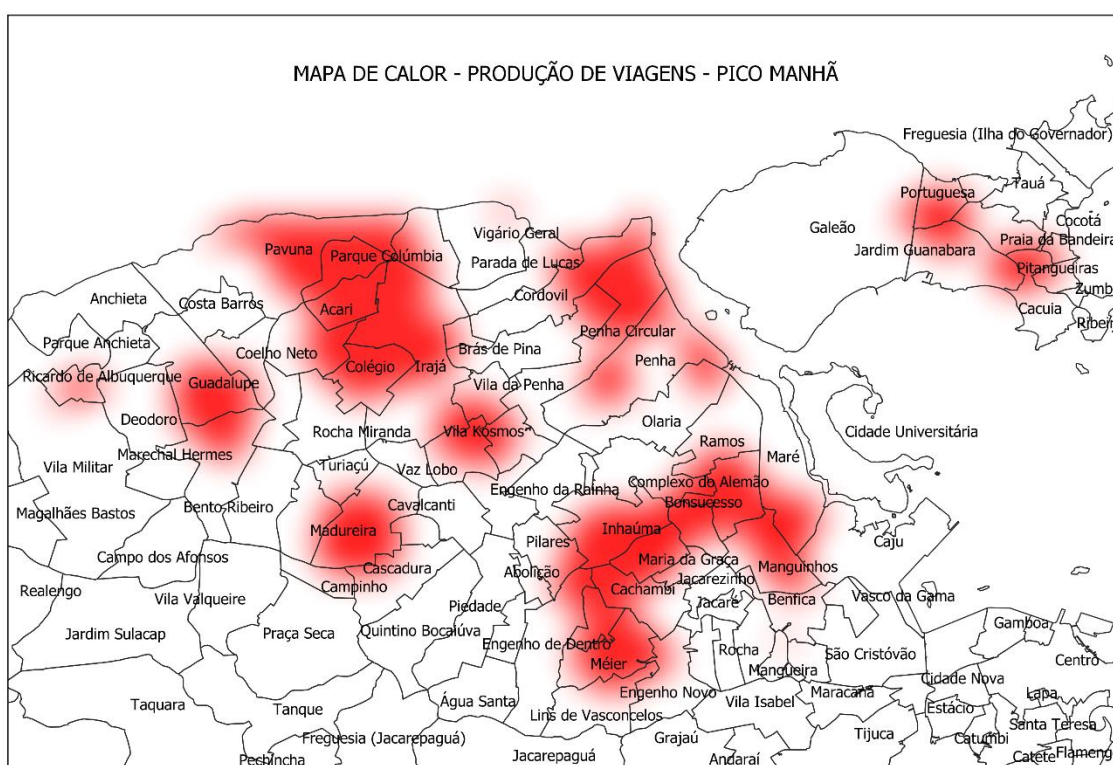 MAPA DE CALOR - PRODUÇÃO DE VIAGENS - PICO MANHÃ
Freguesia (Ilha do Governador)
Tauá
Portuguesa
Cocotá
Galeão
Vigário Geral
Praia da Bandeira
Jardim Guanabara
Pavuna
Parque Colúmbia
Parada de Lucas
Pitangueiras
Zumb
Anchieta
Costa Barros
Acari
Cordovil
Cacuia
Ribeir
Penha Circular
Parque Anchieta
Coelho Neto
Brás de Pina
Colégio
Irajá
Penha
Ricardo de Albuquerque
Guadalupe
Vila da Penha
Deodoro
Olaria
Rocha Miranda
Vila Kosmos
Cidade Universitária
Ramos
Marechal Hermes
Maré
Vila Militar
Turiaçú
Vaz Lobo
Complexo do Alemão
Engenho da Rainha
Bento Ribeiro
Cavalcanti
Bonsucesso
Magalhães Bastos
Madureira
Inhaúma
Pilares
Caju
Campo dos Afonsos
Maria da Graça
Cascadura
Manguinhos
Abolição
Jacarezinho
Realengo
Campinho
Cachambi
Vila Valqueire
Benfica
Vasco da Gama
Jacaré
Piedade
Gamboa
Jardim Sulacap
Praça Seca
Quintino Bocaiúva
Engenho de Dentro
Rocha
São Cristóvão
Centro
Méier
Mangueira
Cidade Nova
Engenho Novo
Maracanã
Lapa
Taquara
Tanque
Água Santa
Vila Isabel
Estácio
Lins de Vasconcelos
Santa Teresa
Freguesia (Jacarepaguá)
Grajaú
Tijuca
Catumbi
Pechincha
Jacarepaguá
Andaraí
Catete
Flameng